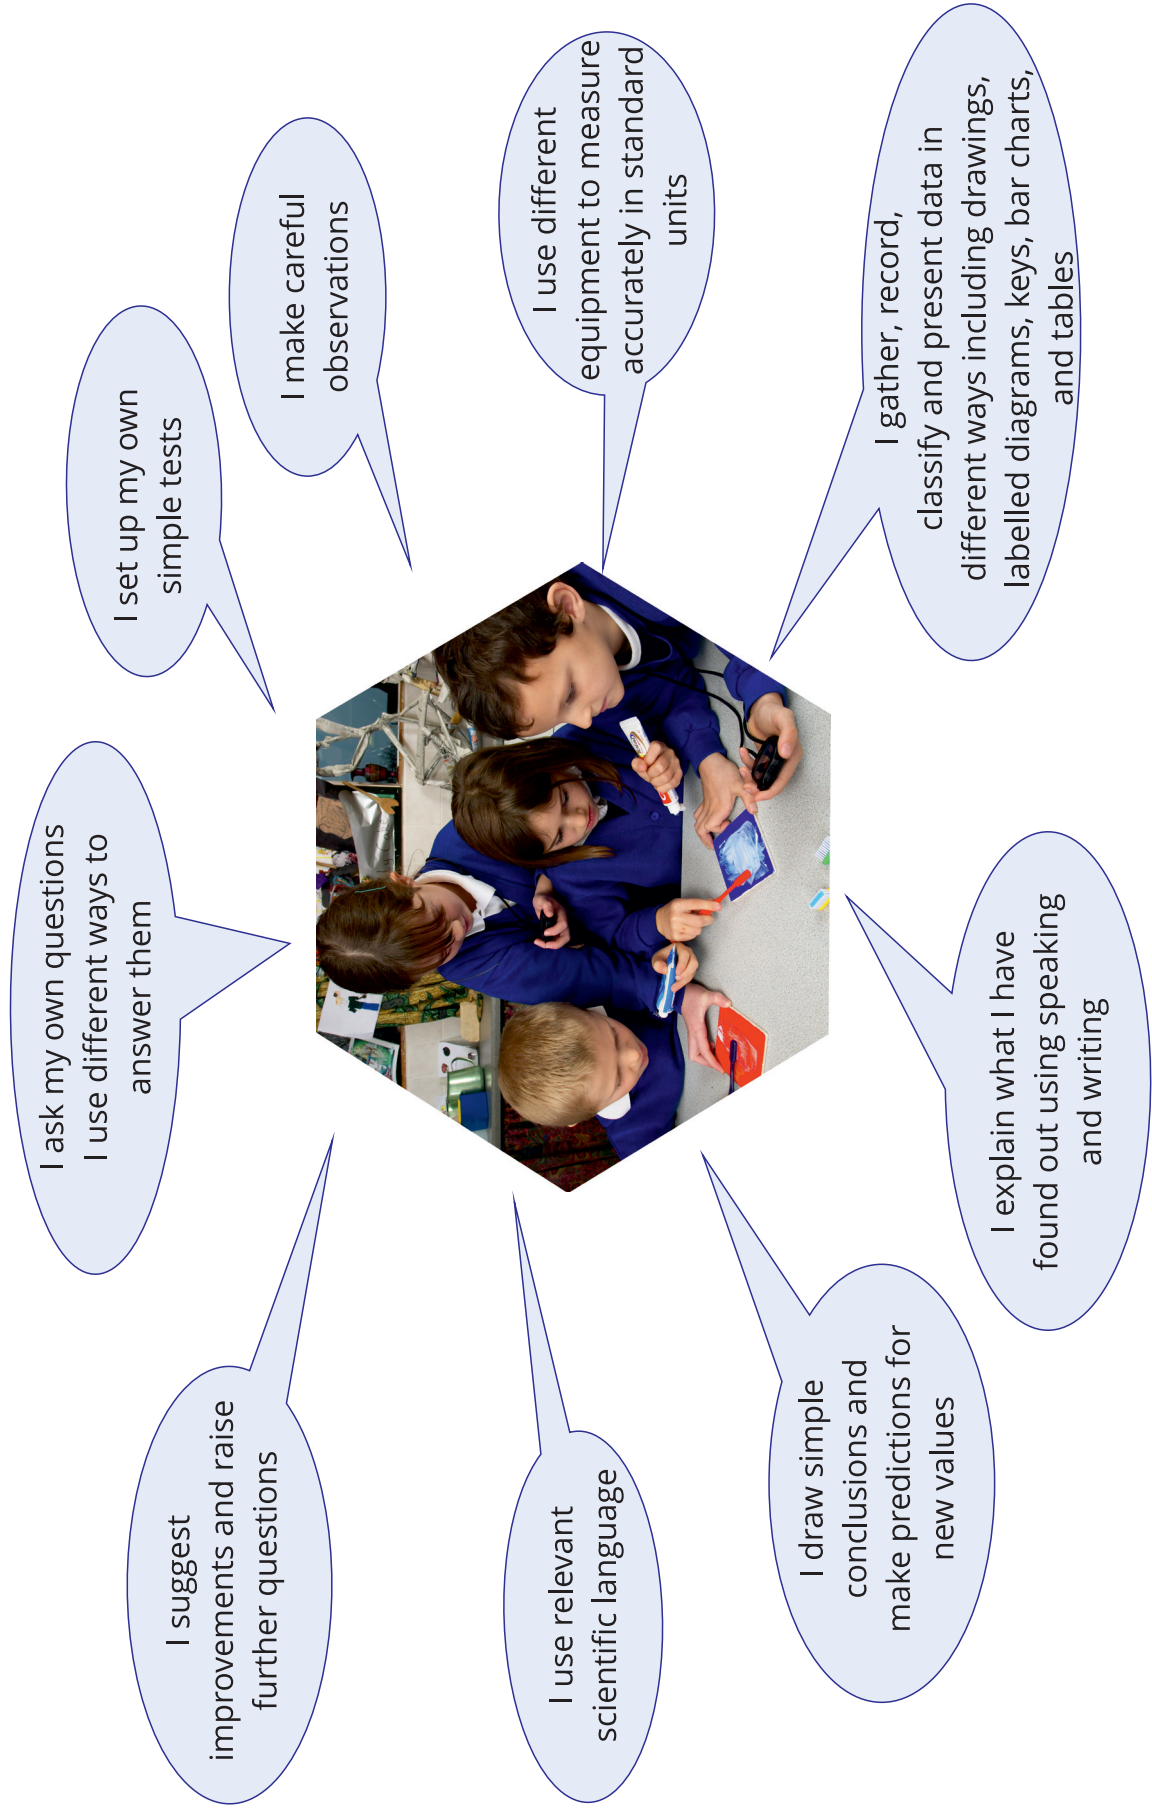 I ask my own questions
I use different ways to
answer them
I set up my own
simple tests
I make careful
observations
I use different
equipment to measure
accurately in standard
units
I gather, record,
classify and present data in
different ways including drawings,
labelled diagrams, keys, bar charts,
and tables
I explain what I have
found out using speaking
and writing
I draw simple
conclusions and
make predictions for
new values
I use relevant
scientific language
I suggest
improvements and raise
further questions